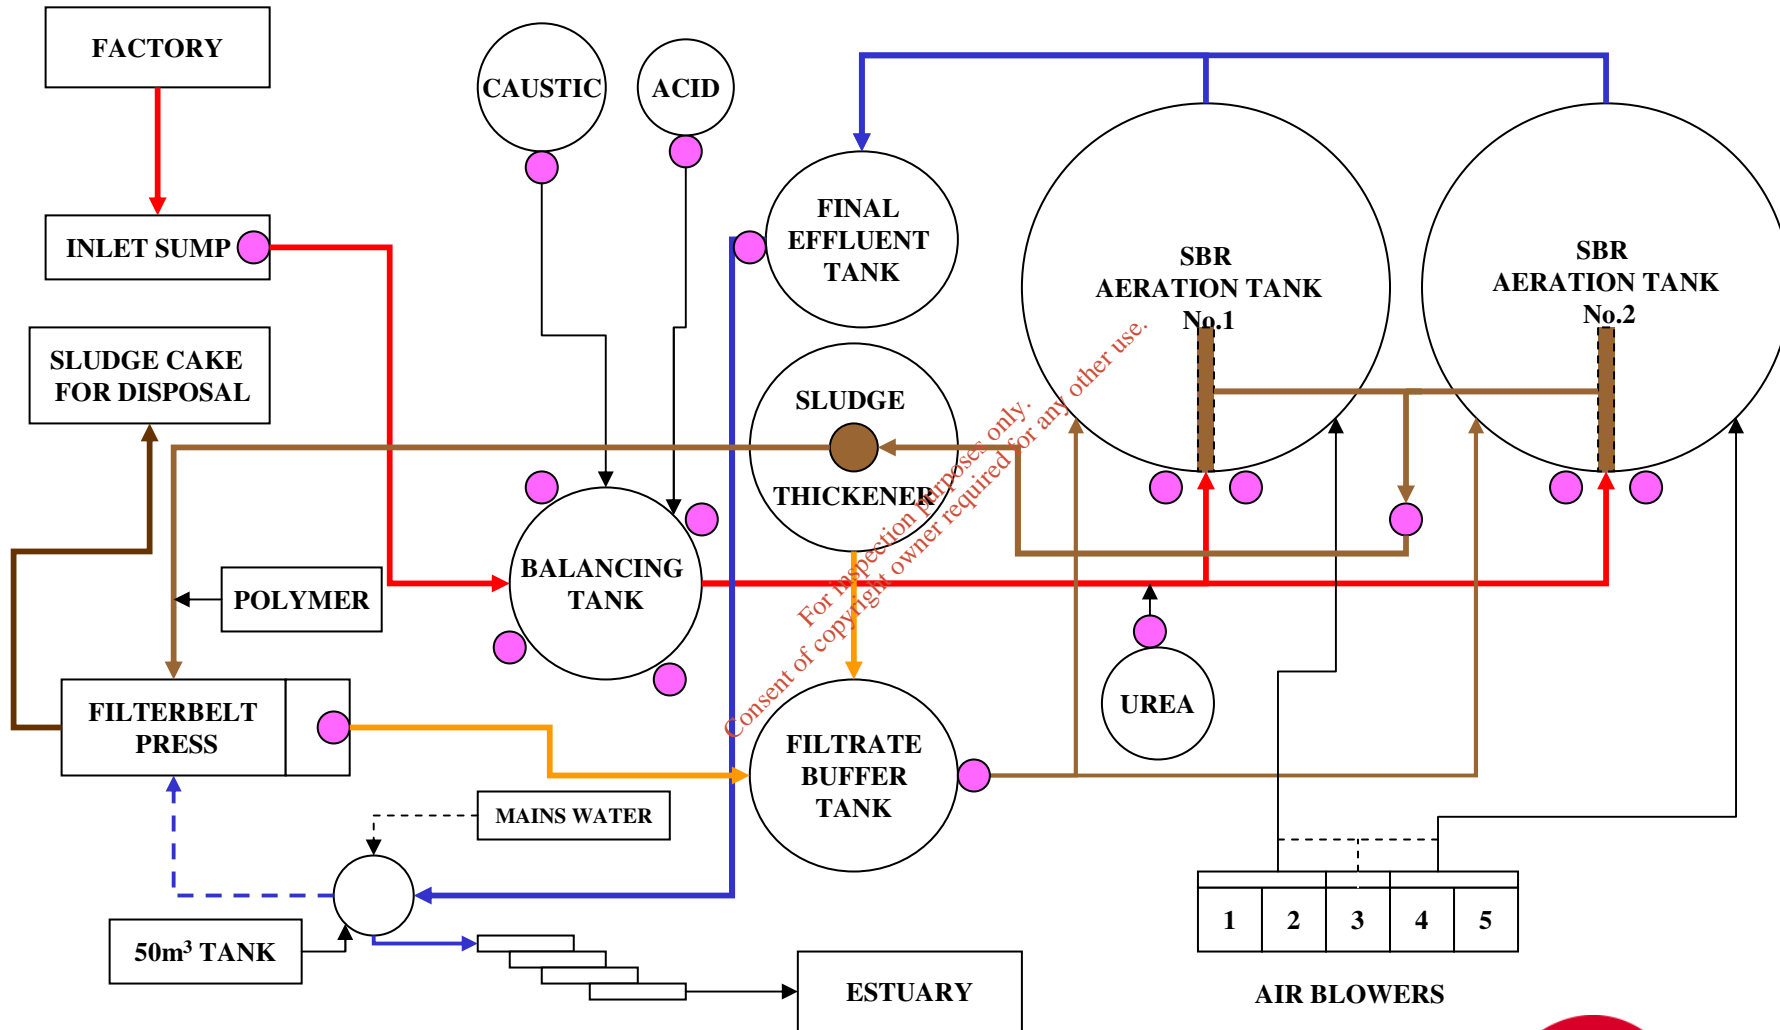 FACTORY
CAUSTIC
ACID
INLET SUMP
FINAL
EFFLUENT
TANK
SBR
AERATION TANK
No.1
SBR
AERATION TANK
No.2
SLUDGE CAKE
FOR DISPOSAL
SLUDGE
THICKENER
For inspection purposes only.
Consent of copyright owner required for any other use.
BALANCING
TANK
POLYMER
UREA
FILTERBELT
PRESS
FILTRATE
BUFFER
TANK
MAINS WATER
50m³ TANK
1 2 3 4 5
ESTUARY
AIR BLOWERS